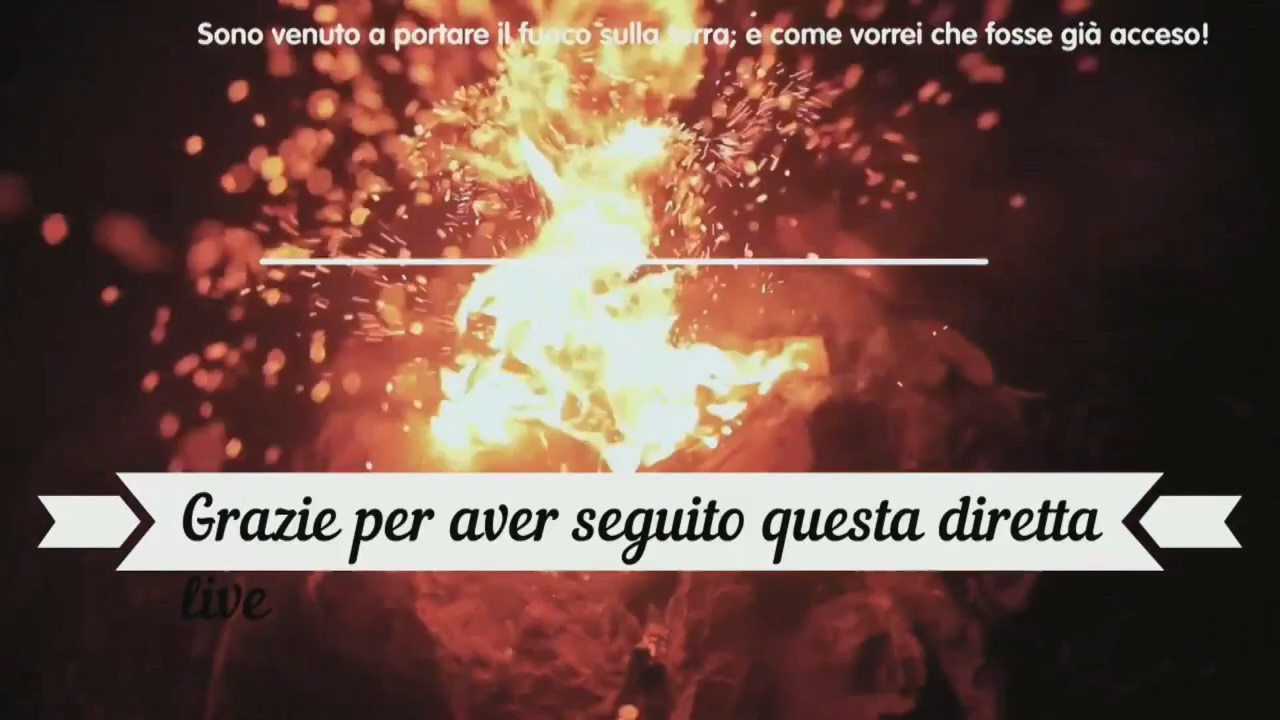 Sono venuto a portare il fuoco sulla terra; e come vorrei che fosse già acceso!
Grazie per aver seguito questa diretta
live